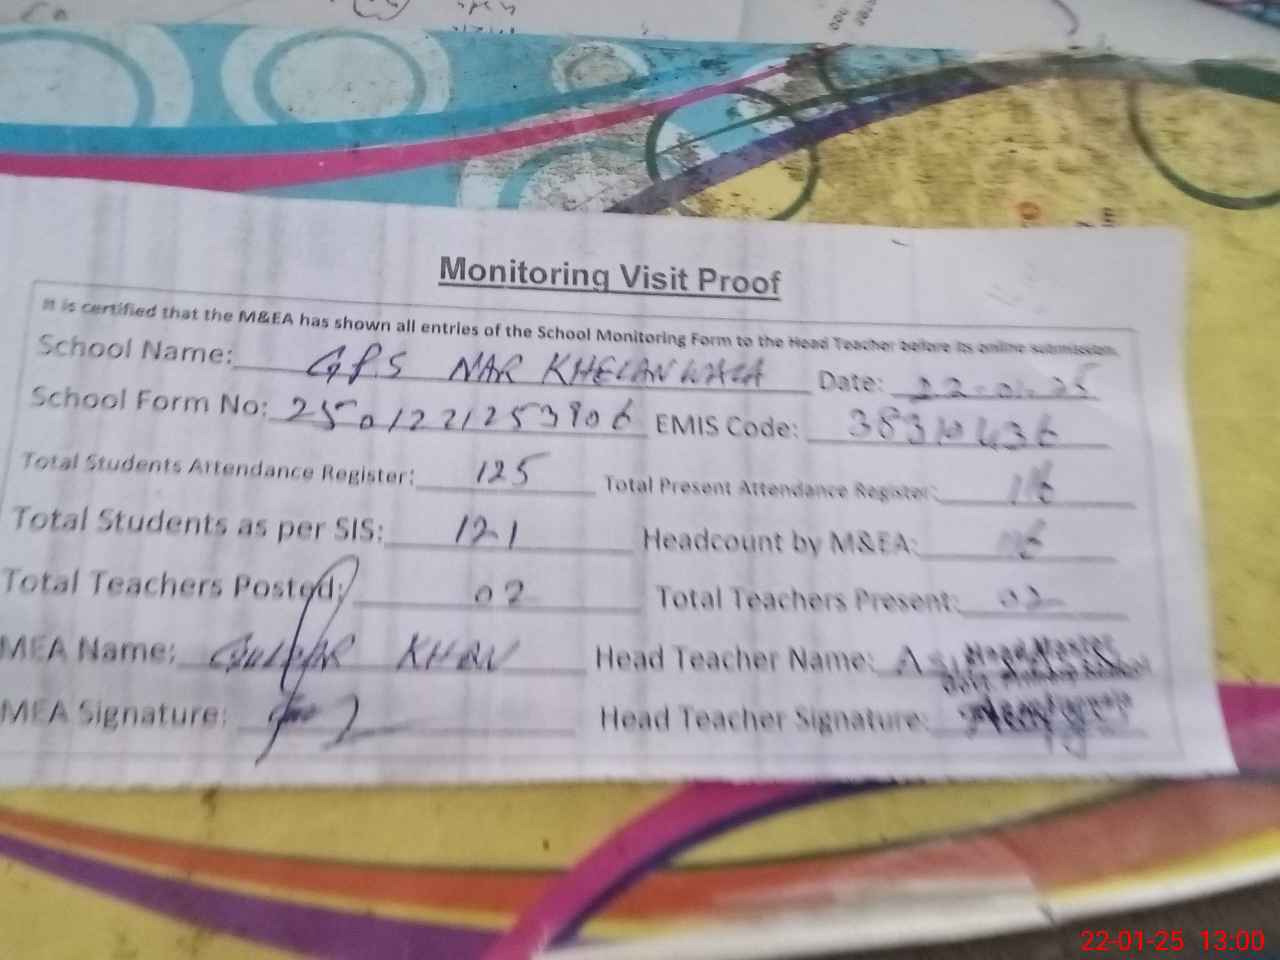 Monitoring Visit Proof
It is certified that the M&EA has shown all entries of the School Monitoring Form to the Head Teacher before its online submission.
School Name: GPS NAR KHELANWALA Date: 22-01-25
School Form No: 2501221253906 EMIS Code:
Total Students Attendance Register: 125 Total Present Attendance Register:
Total Students as per SIS: 121 Headcount by M&EA:
Total Teachers Posted: 02 Total Teachers Present: 02
MEA Name: KHAN Head Teacher Name:
Head Master
MEA Signature: Head Teacher Signature:
22-01-25 13:00